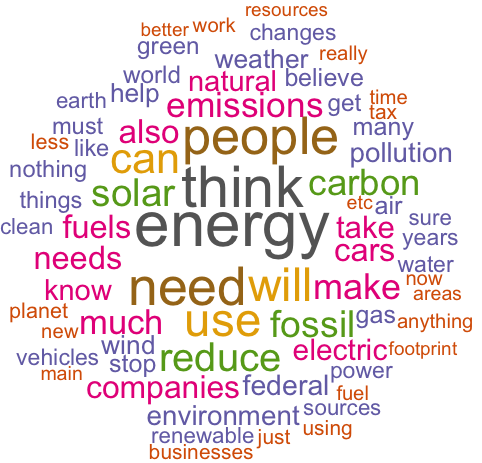 resources
better work changes
green weather really
world natural believe
earth help emissions get time
must also people many tax
less like can pollution
nothing solar think carbon
things etc air
clean fuels energy take sure
needs cars years
know need will make water now
planet much use fossil gas areas
new anything
vehicles wind reduce electric footprint
main stop power
companies federal fuel
environment sources
renewable just using
businesses